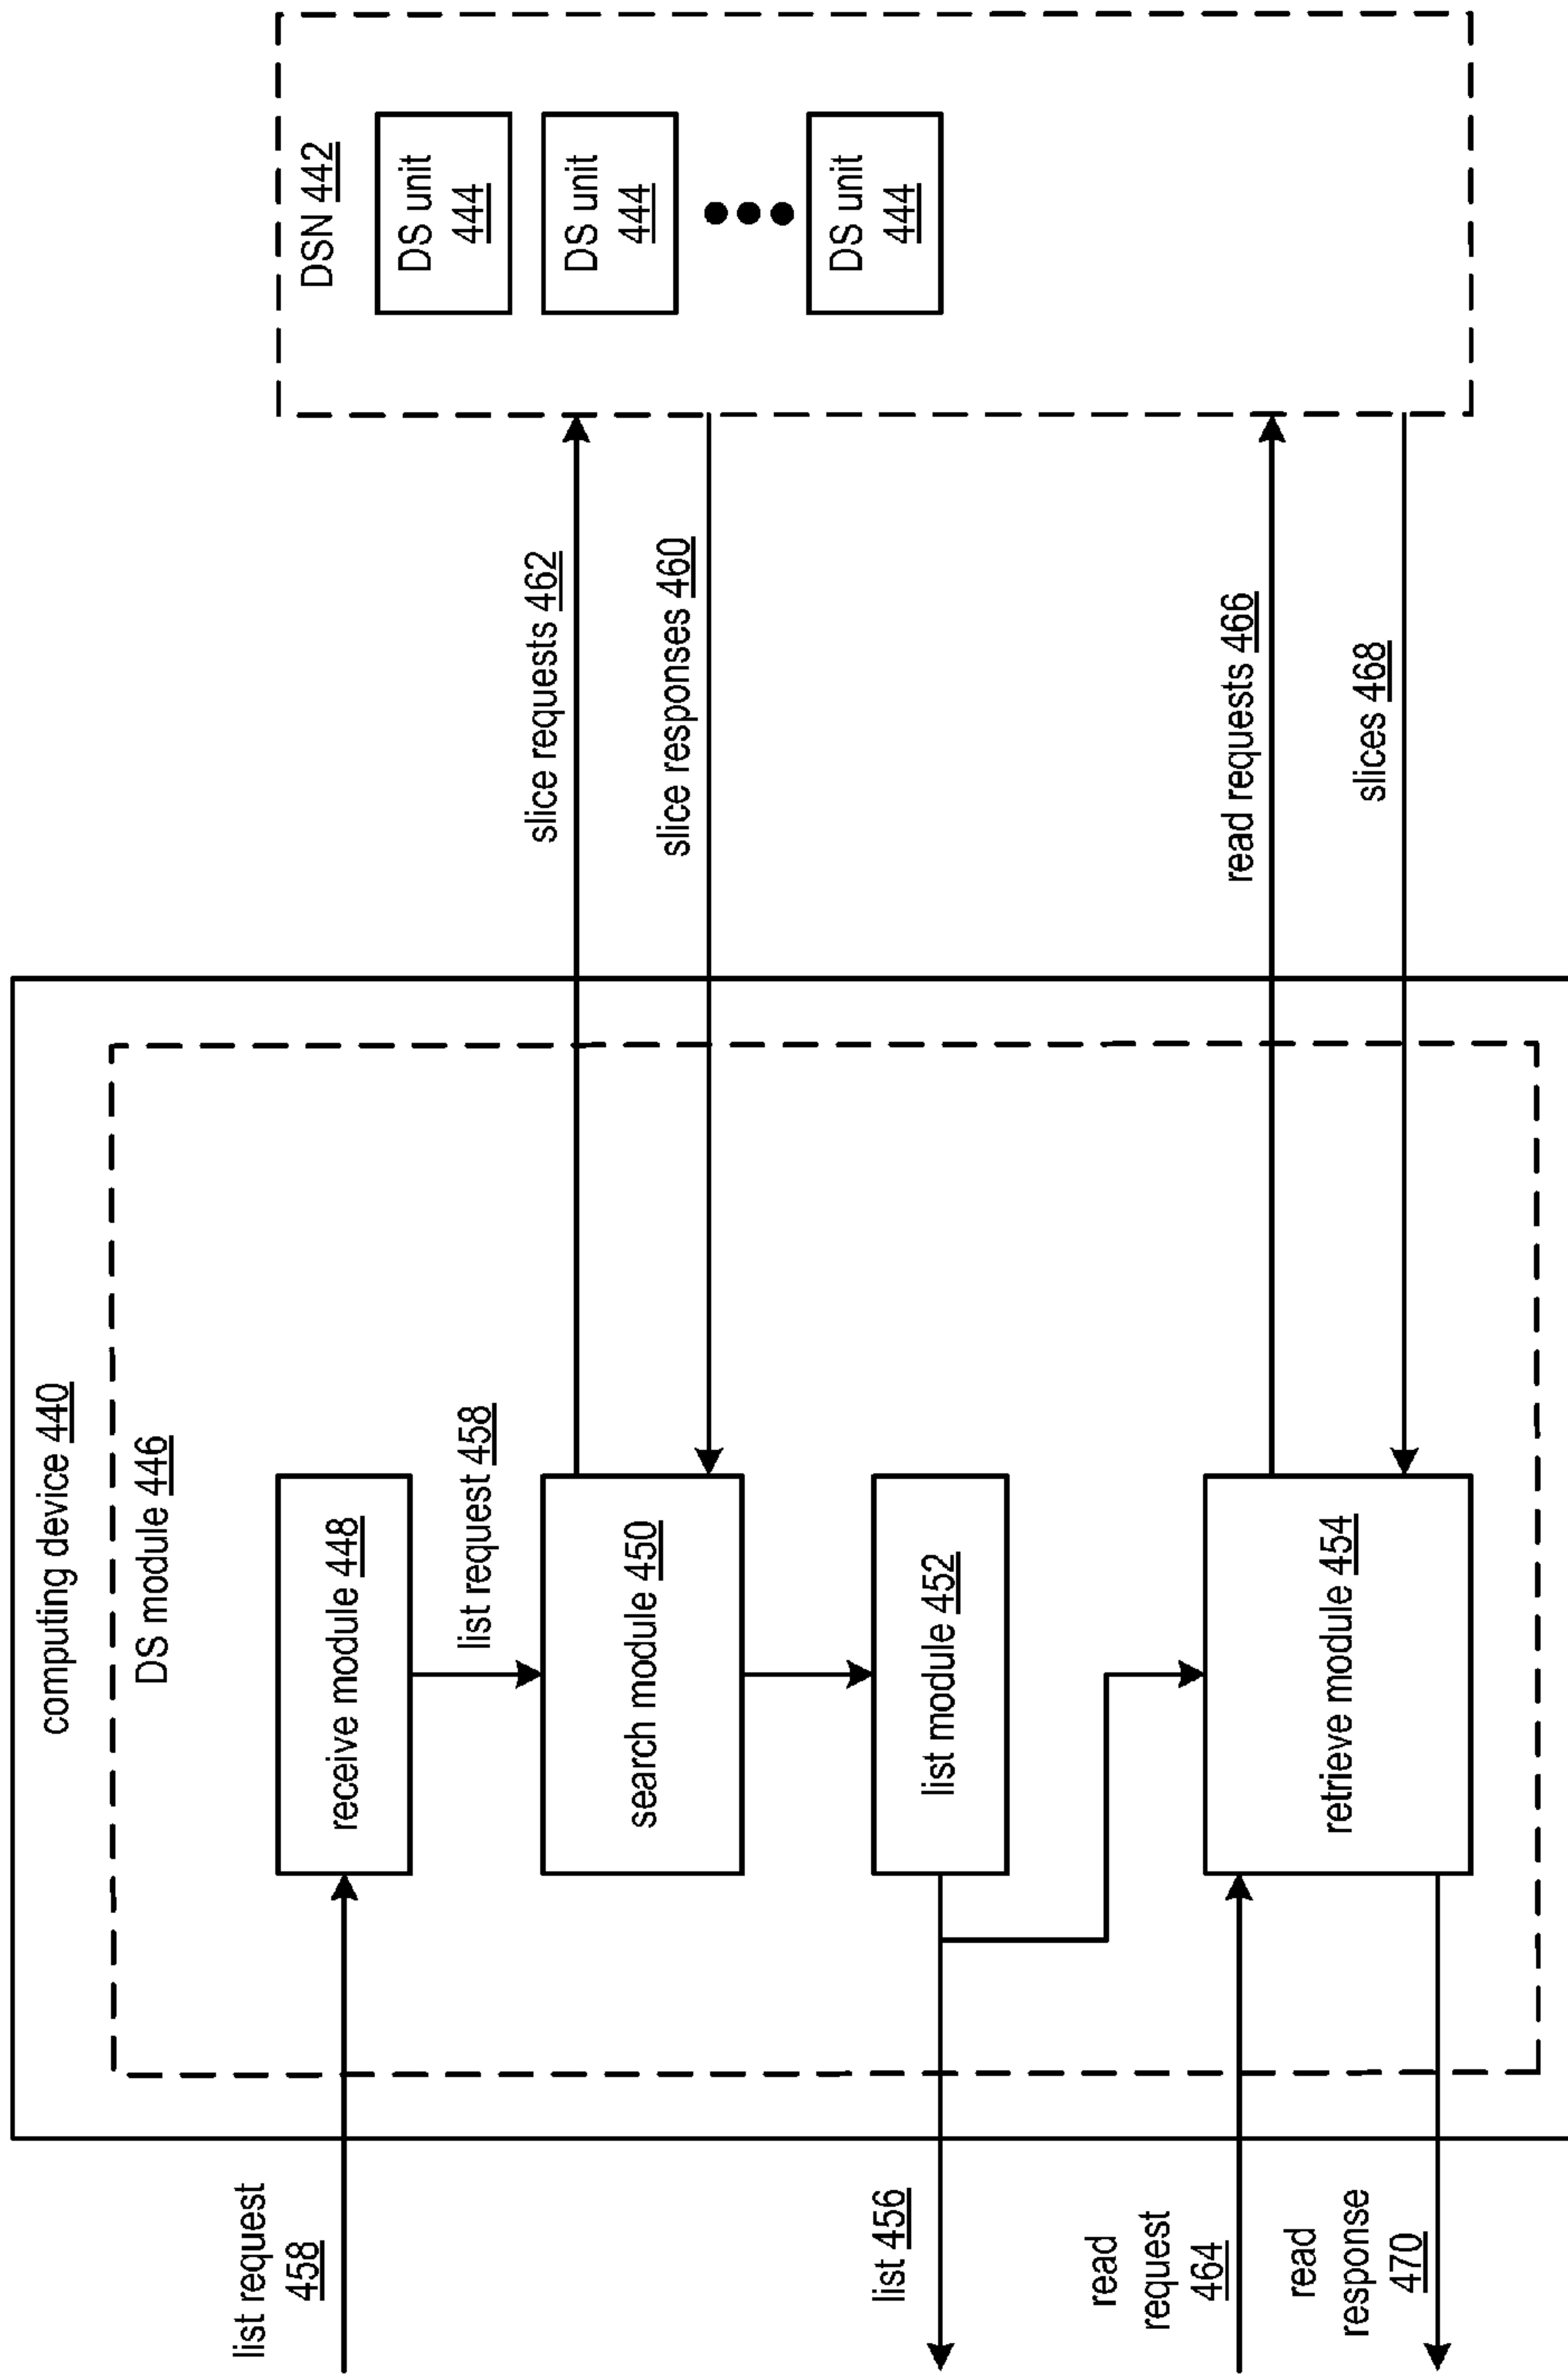 computing device 440
DS module 446
list request
458
receive module 448
list request 458
search module 450
list module 452
list 456
read
request
464
read
response
470
retrieve module 454
slice requests 462
slice responses 460
read requests 466
slices 468
DSN 442
DS unit
444
DS unit
444
DS unit
444